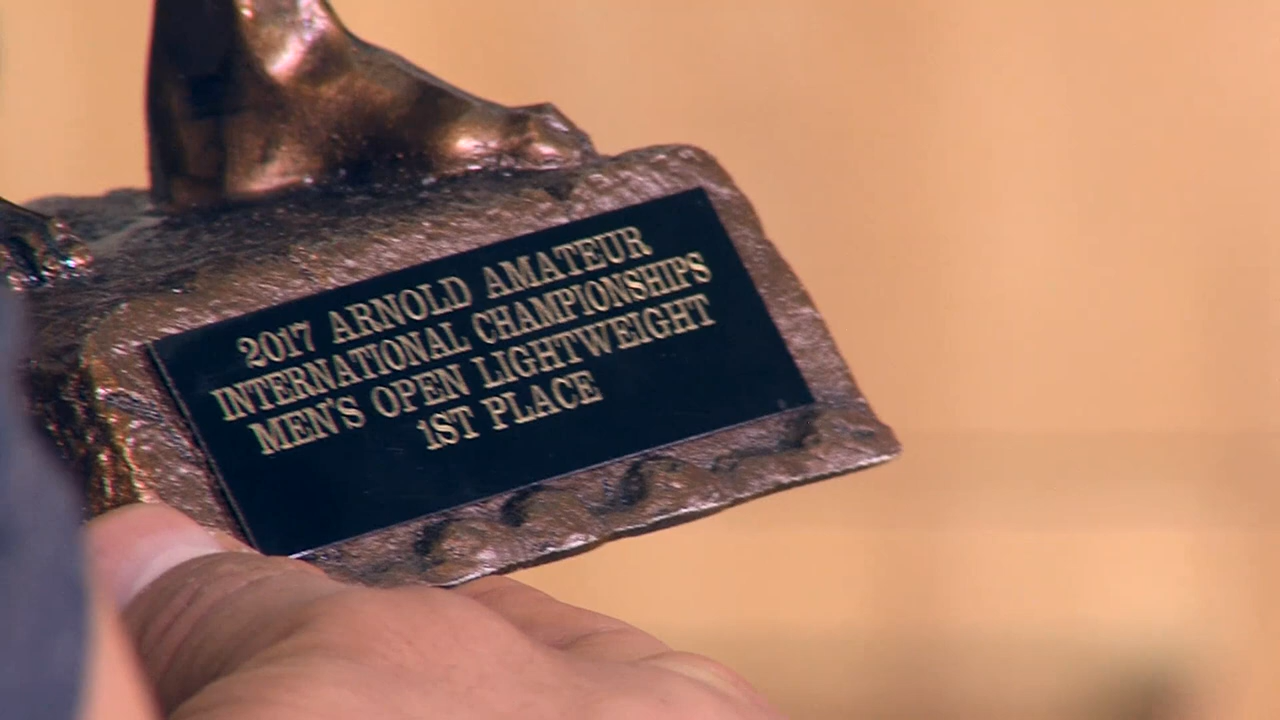 2017 ARNOLD AMATEUR
INTERNATIONAL CHAMPIONSHIPS
MEN'S OPEN LIGHTWEIGHT
1ST PLACE